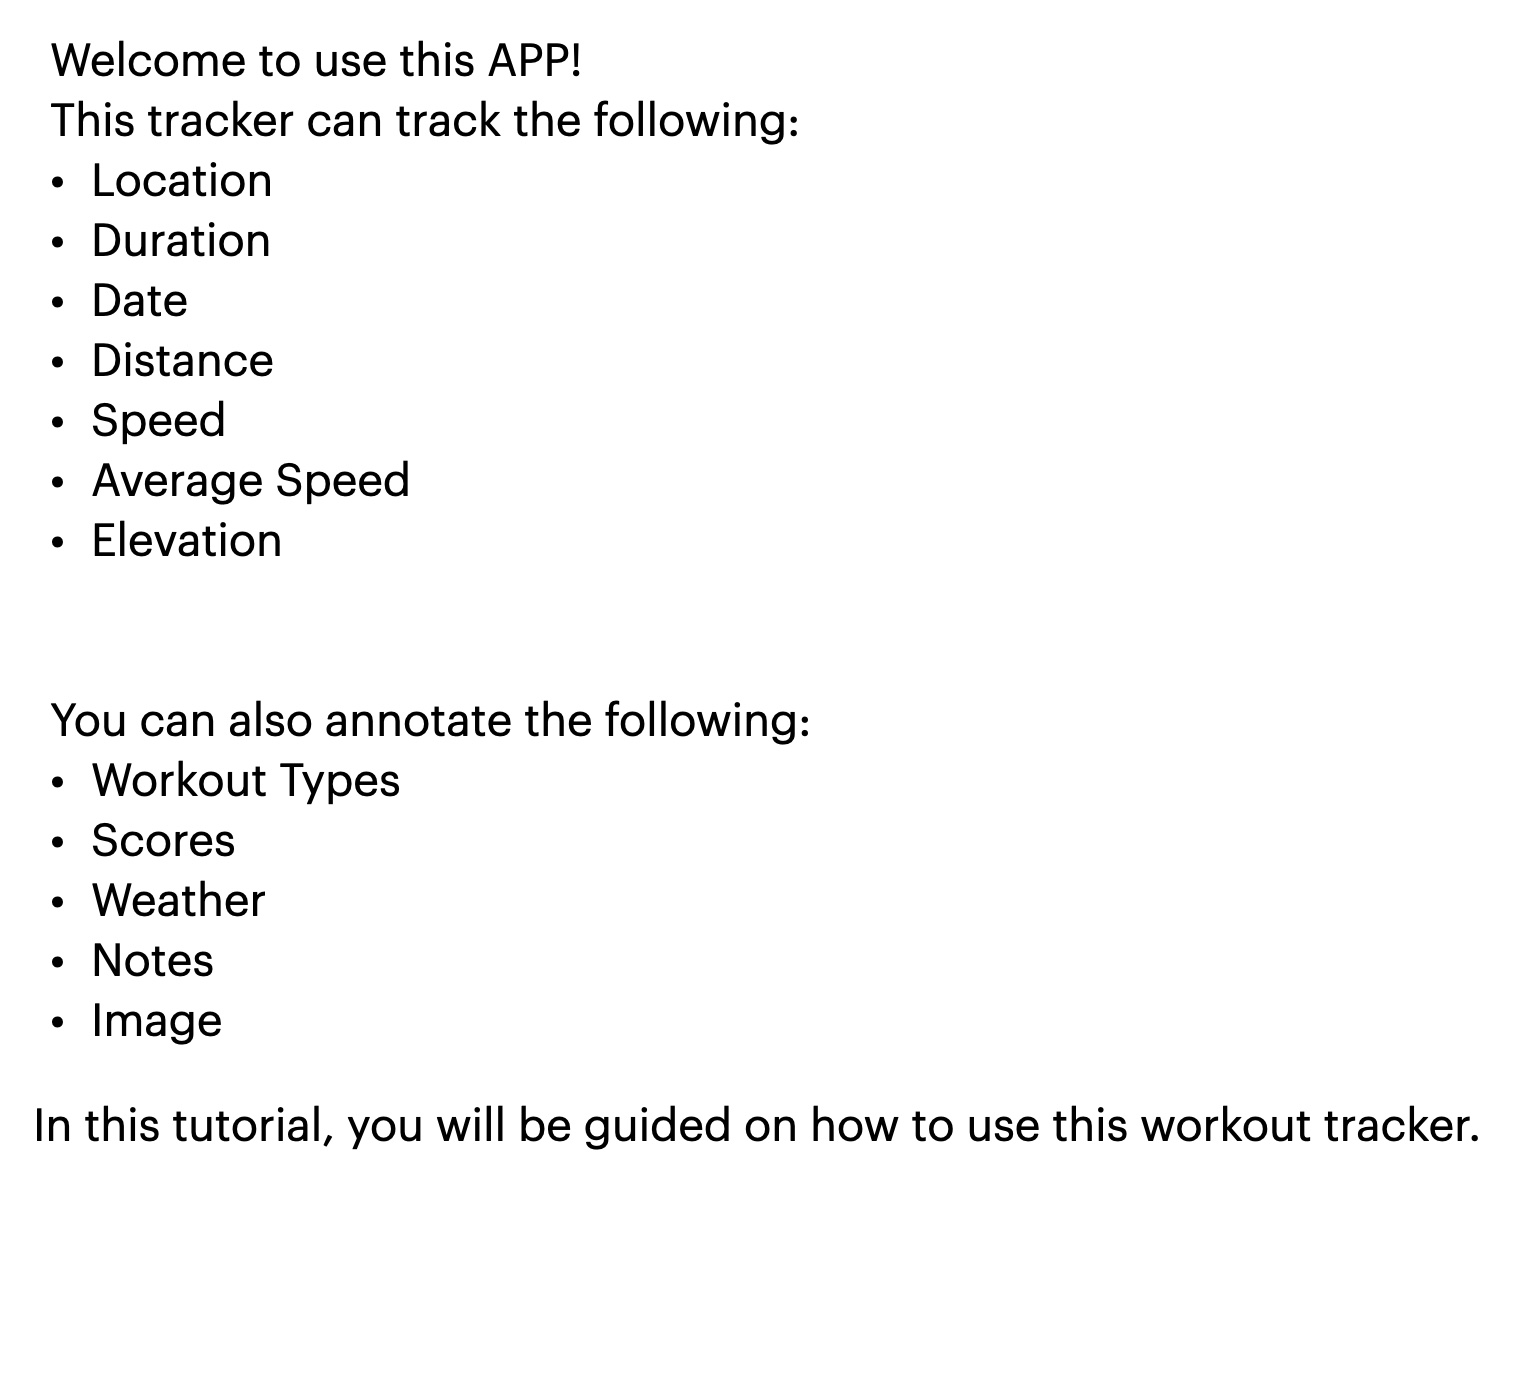 Welcome to use this APP!
This tracker can track the following:
• Location
• Duration
• Date
• Distance
• Speed
• Average Speed
• Elevation
You can also annotate the following:
• Workout Types
• Scores
• Weather
• Notes
• Image
In this tutorial, you will be guided on how to use this workout tracker.